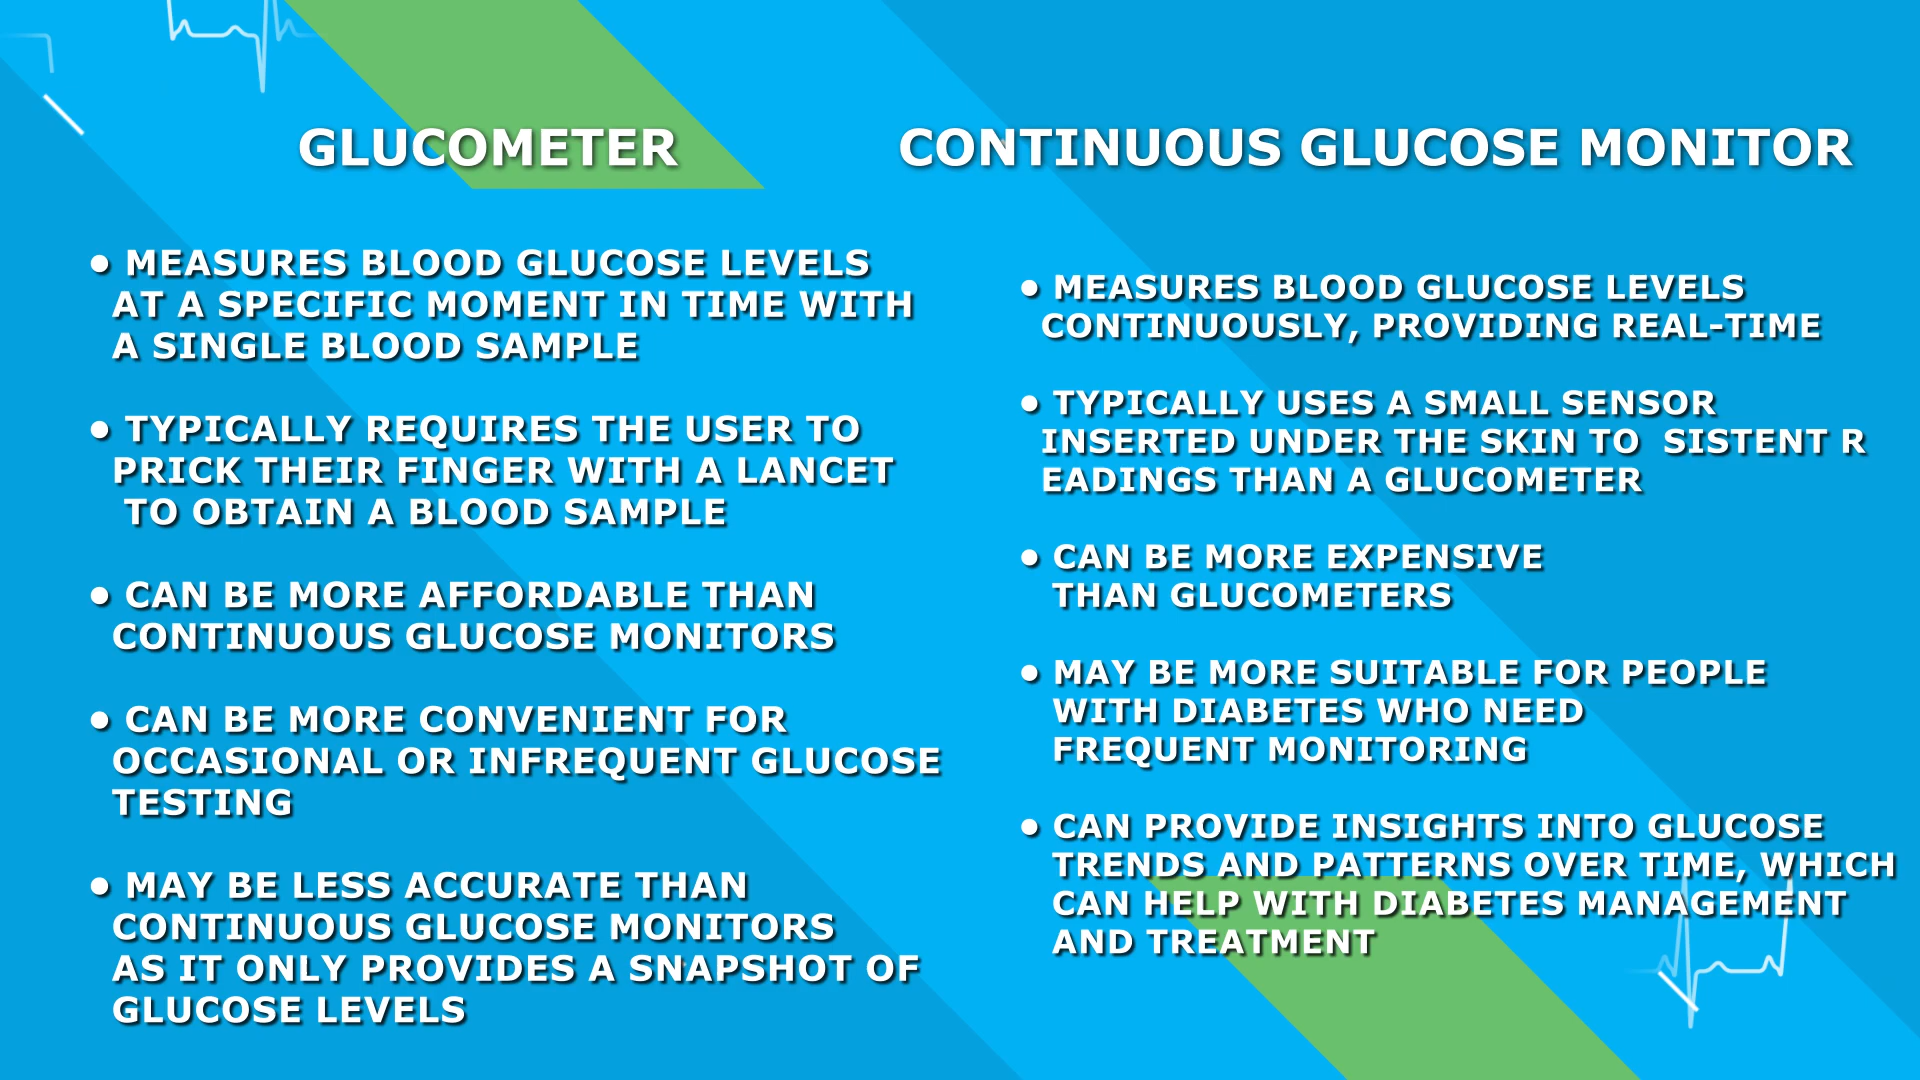 GLUCOMETER
• MEASURES BLOOD GLUCOSE LEVELS
AT A SPECIFIC MOMENT IN TIME WITH
A SINGLE BLOOD SAMPLE
• TYPICALLY REQUIRES THE USER TO
PRICK THEIR FINGER WITH A LANCET
TO OBTAIN A BLOOD SAMPLE
• CAN BE MORE AFFORDABLE THAN
CONTINUOUS GLUCOSE MONITORS
• CAN BE MORE CONVENIENT FOR
OCCASIONAL OR INFREQUENT GLUCOSE
TESTING
• MAY BE LESS ACCURATE THAN
CONTINUOUS GLUCOSE MONITORS
AS IT ONLY PROVIDES A SNAPSHOT OF
GLUCOSE LEVELS
CONTINUOUS GLUCOSE MONITOR
• MEASURES BLOOD GLUCOSE LEVELS
CONTINUOUSLY, PROVIDING REAL-TIME
• TYPICALLY USES A SMALL SENSOR
INSERTED UNDER THE SKIN TO  SISTENT R
EADINGS THAN A GLUCOMETER
• CAN BE MORE EXPENSIVE
THAN GLUCOMETERS
• MAY BE MORE SUITABLE FOR PEOPLE
WITH DIABETES WHO NEED
FREQUENT MONITORING
• CAN PROVIDE INSIGHTS INTO GLUCOSE
TRENDS AND PATTERNS OVER TIME, WHICH
CAN HELP WITH DIABETES MANAGEMENT
AND TREATMENT